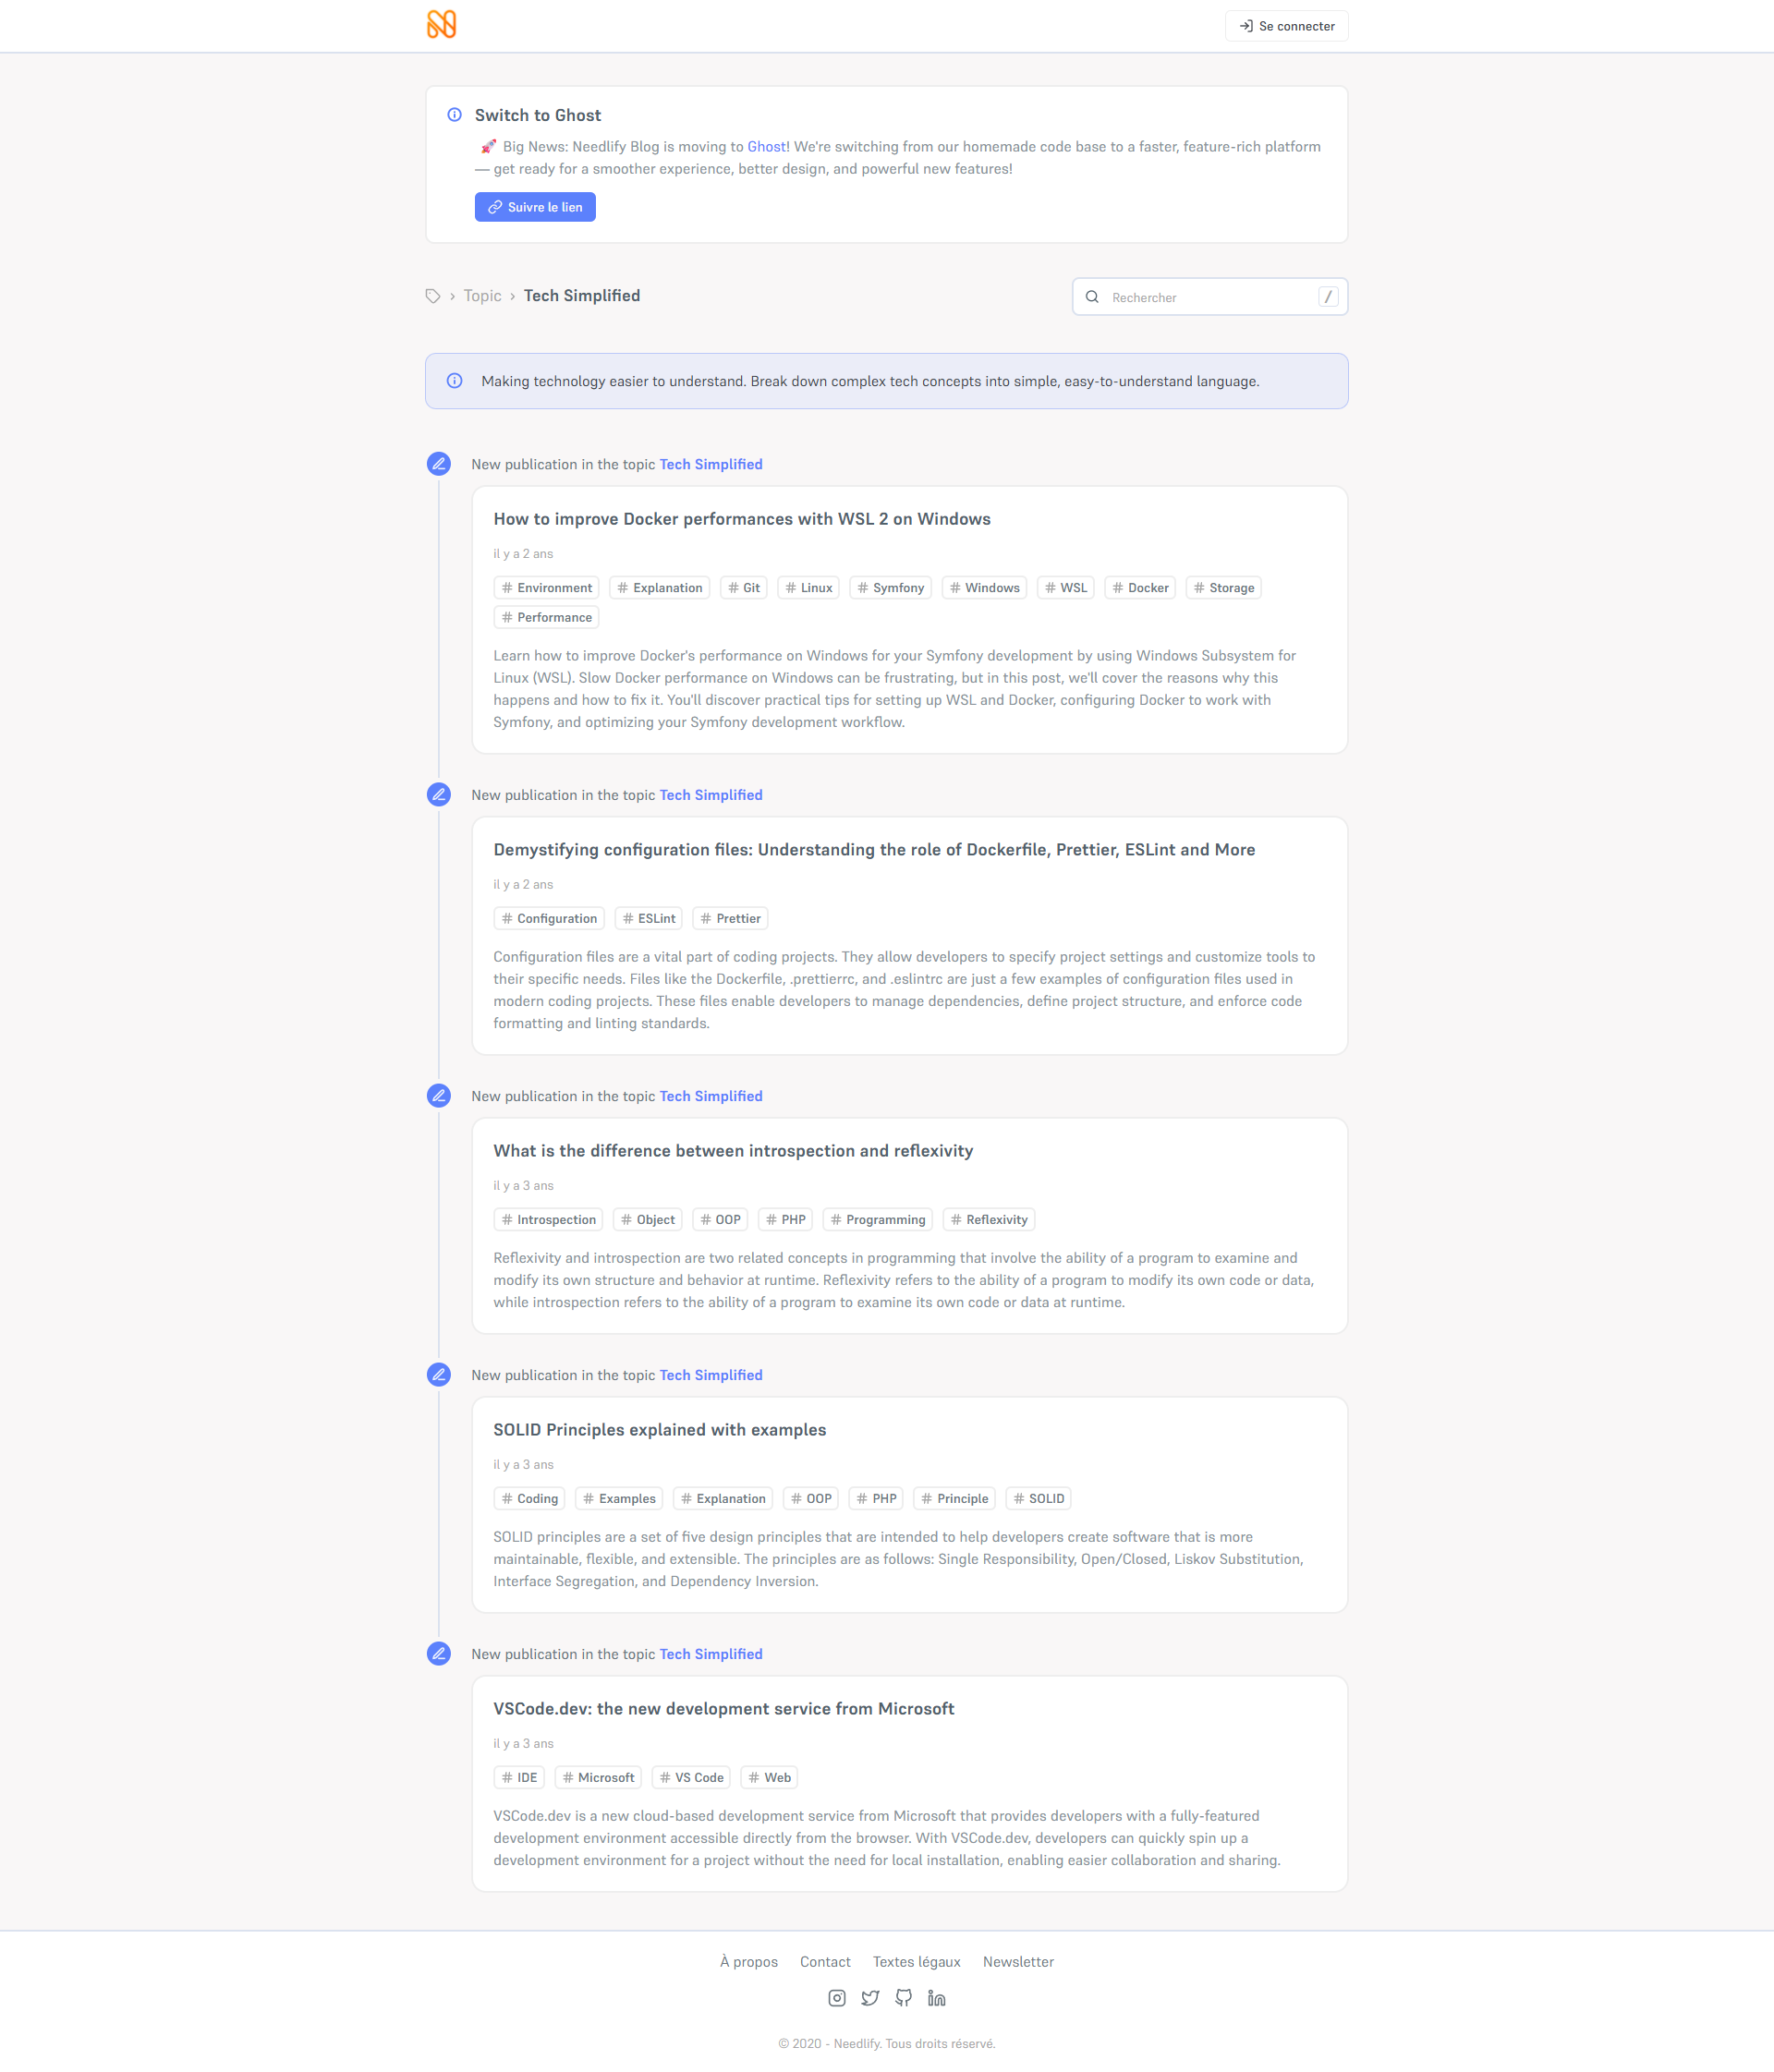 Se connecter
Switch to Ghost
🚀 Big News: Needlify Blog is moving to Ghost! We're switching from our homemade code base to a faster, feature-rich platform
— get ready for a smoother experience, better design, and powerful new features!
Suivre le lien
› Topic › Tech Simplified
Rechercher /
Making technology easier to understand. Break down complex tech concepts into simple, easy-to-understand language.
New publication in the topic Tech Simplified
How to improve Docker performances with WSL 2 on Windows
il y a 2 ans
# Environment # Explanation # Git # Linux # Symfony # Windows # WSL # Docker # Storage
# Performance
Learn how to improve Docker's performance on Windows for your Symfony development by using Windows Subsystem for
Linux (WSL). Slow Docker performance on Windows can be frustrating, but in this post, we'll cover the reasons why this
happens and how to fix it. You'll discover practical tips for setting up WSL and Docker, configuring Docker to work with
Symfony, and optimizing your Symfony development workflow.
New publication in the topic Tech Simplified
Demystifying configuration files: Understanding the role of Dockerfile, Prettier, ESLint and More
il y a 2 ans
# Configuration # ESLint # Prettier
Configuration files are a vital part of coding projects. They allow developers to specify project settings and customize tools to
their specific needs. Files like the Dockerfile, .prettierrc, and .eslintrc are just a few examples of configuration files used in
modern coding projects. These files enable developers to manage dependencies, define project structure, and enforce code
formatting and linting standards.
New publication in the topic Tech Simplified
What is the difference between introspection and reflexivity
il y a 3 ans
# Introspection # Object # OOP # PHP # Programming # Reflexivity
Reflexivity and introspection are two related concepts in programming that involve the ability of a program to examine and
modify its own structure and behavior at runtime. Reflexivity refers to the ability of a program to modify its own code or data,
while introspection refers to the ability of a program to examine its own code or data at runtime.
New publication in the topic Tech Simplified
SOLID Principles explained with examples
il y a 3 ans
# Coding # Examples # Explanation # OOP # PHP # Principle # SOLID
SOLID principles are a set of five design principles that are intended to help developers create software that is more
maintainable, flexible, and extensible. The principles are as follows: Single Responsibility, Open/Closed, Liskov Substitution,
Interface Segregation, and Dependency Inversion.
New publication in the topic Tech Simplified
VSCode.dev: the new development service from Microsoft
il y a 3 ans
# IDE # Microsoft # VS Code # Web
VSCode.dev is a new cloud-based development service from Microsoft that provides developers with a fully-featured
development environment accessible directly from the browser. With VSCode.dev, developers can quickly spin up a
development environment for a project without the need for local installation, enabling easier collaboration and sharing.
À propos Contact Textes légaux Newsletter
© 2020 - Needlify. Tous droits réservé.